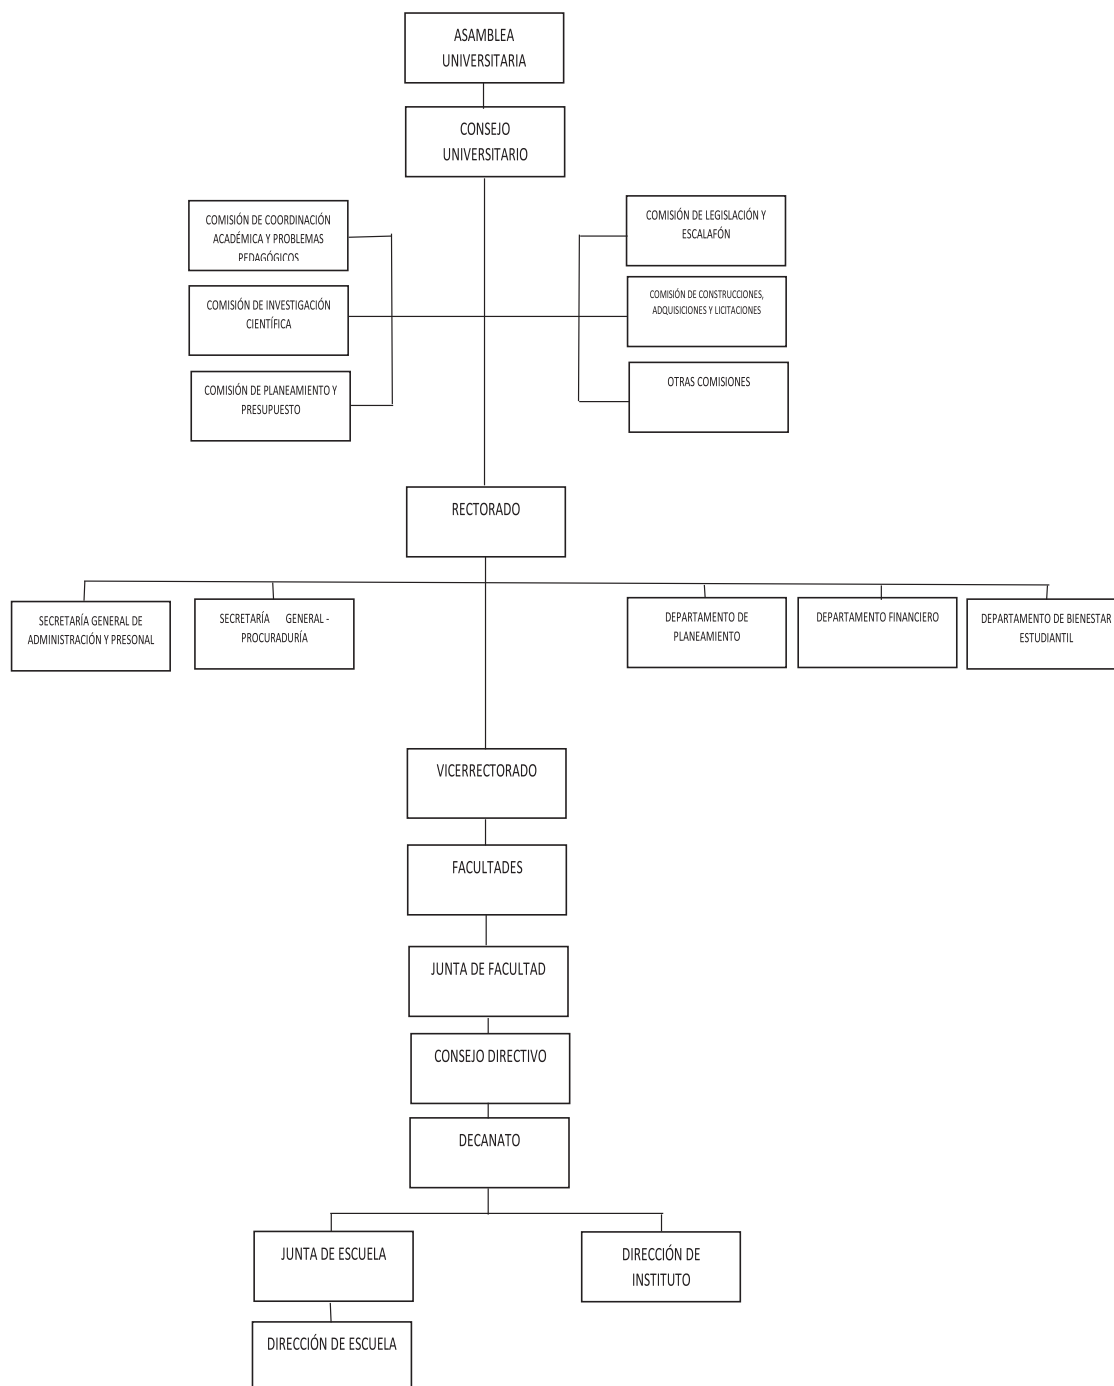 ASAMBLEA
UNIVERSITARIA
CONSEJO
UNIVERSITARIO
COMISIÓN DE COORDINACIÓN
ACADÉMICA Y PROBLEMAS
PEDAGÓGICOS
COMISIÓN DE LEGISLACIÓN Y
ESCALAFÓN
COMISIÓN DE INVESTIGACIÓN
CIENTÍFICA
COMISIÓN DE CONSTRUCCIONES,
ADQUISICIONES Y LICITACIONES
COMISIÓN DE PLANEAMIENTO Y
PRESUPUESTO
OTRAS COMISIONES
RECTORADO
SECRETARÍA GENERAL DE
ADMINISTRACIÓN Y PRESONAL
SECRETARÍA GENERAL -
PROCURADURÍA
DEPARTAMENTO DE
PLANEAMIENTO
DEPARTAMENTO FINANCIERO
DEPARTAMENTO DE BIENESTAR
ESTUDIANTIL
VICERRECTORADO
FACULTADES
JUNTA DE FACULTAD
CONSEJO DIRECTIVO
DECANATO
JUNTA DE ESCUELA
DIRECCIÓN DE
INSTITUTO
DIRECCIÓN DE ESCUELA